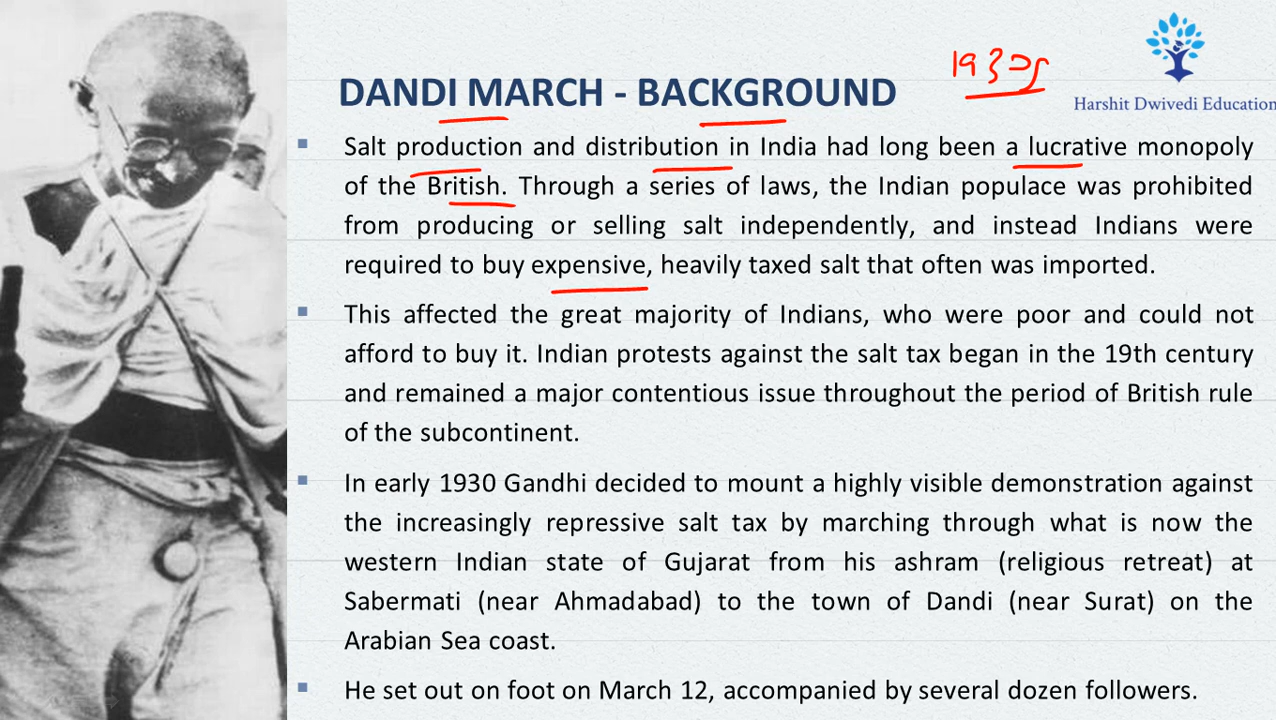 1930s
DANDI MARCH - BACKGROUND
Harshit Dwivedi Education
Salt production and distribution in India had long been a lucrative monopoly
of the British. Through a series of laws, the Indian populace was prohibited
from producing or selling salt independently, and instead Indians were
required to buy expensive, heavily taxed salt that often was imported.
This affected the great majority of Indians, who were poor and could not
afford to buy it. Indian protests against the salt tax began in the 19th century
and remained a major contentious issue throughout the period of British rule
of the subcontinent.
In early 1930 Gandhi decided to mount a highly visible demonstration against
the increasingly repressive salt tax by marching through what is now the
western Indian state of Gujarat from his ashram (religious retreat) at
Sabermati (near Ahmadabad) to the town of Dandi (near Surat) on the
Arabian Sea coast.
He set out on foot on March 12, accompanied by several dozen followers.